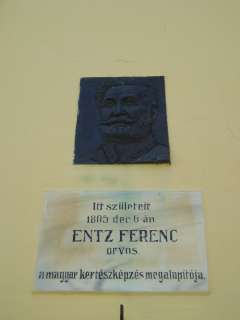 Itt született
1805 dec 6-án
ENTZ FERENC
orvos
a magyar kertészképzés megalapítója.